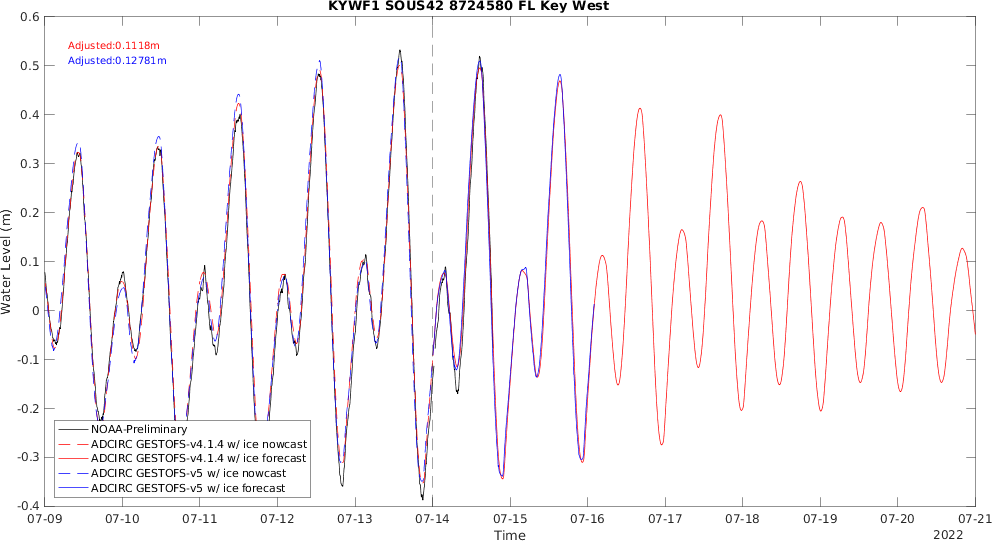 KYWF1 SOUS42 8724580 FL Key West
Adjusted:0.1118m
Adjusted:0.12781m
Water Level (m)
0.6
0.5
0.4
0.3
0.2
0.1
0
-0.1
-0.2
-0.3
-0.4
NOAA-Preliminary
ADCIRC GESTOFS-v4.1.4 w/ ice nowcast
ADCIRC GESTOFS-v4.1.4 w/ ice forecast
ADCIRC GESTOFS-v5 w/ ice nowcast
ADCIRC GESTOFS-v5 w/ ice forecast
07-09 07-10 07-11 07-12 07-13 07-14 07-15 07-16 07-17 07-18 07-19 07-20 07-21
Time
2022